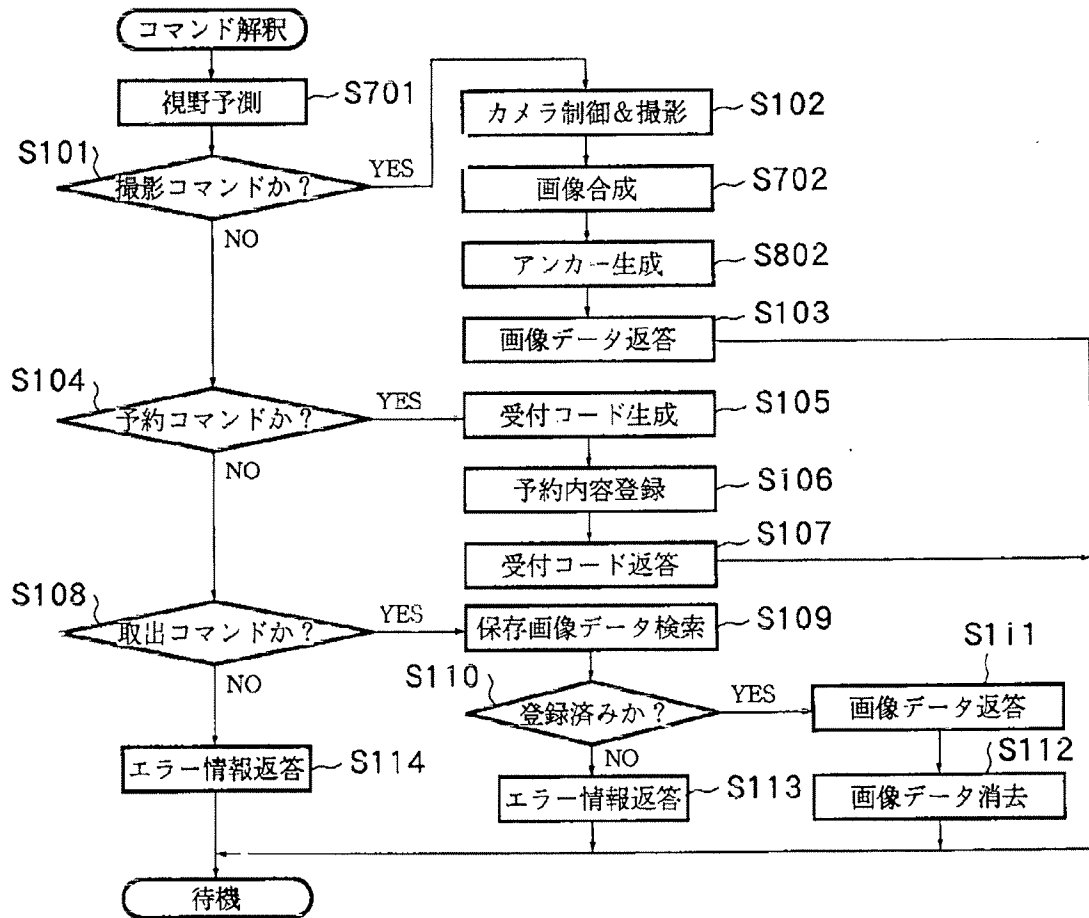 コマンド解釈
視野予測
S701
S101
撮影コマンドか？
YES
NO
カメラ制御&撮影
S102
画像合成
S702
アンカー生成
S802
画像データ返答
S103
S104
予約コマンドか？
YES
NO
受付コード生成
S105
予約内容登録
S106
受付コード返答
S107
S108
取出コマンドか？
YES
NO
保存画像データ検索
S109
S110
登録済みか？
YES
NO
画像データ返答
S111
画像データ消去
S112
エラー情報返答
S113
エラー情報返答
S114
待機